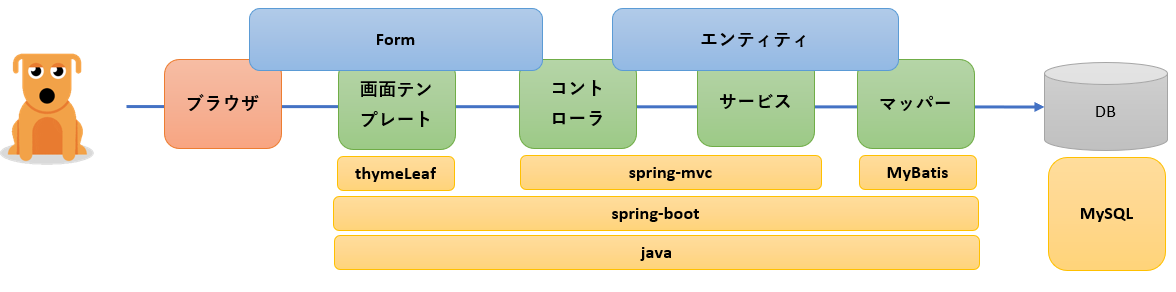 Form
エンティティ
ブラウザ
画面テン
プレート
コント
ローラ
サービス
マッパー
DB
thymeLeaf
spring-mvc
MyBatis
MySQL
spring-boot
java